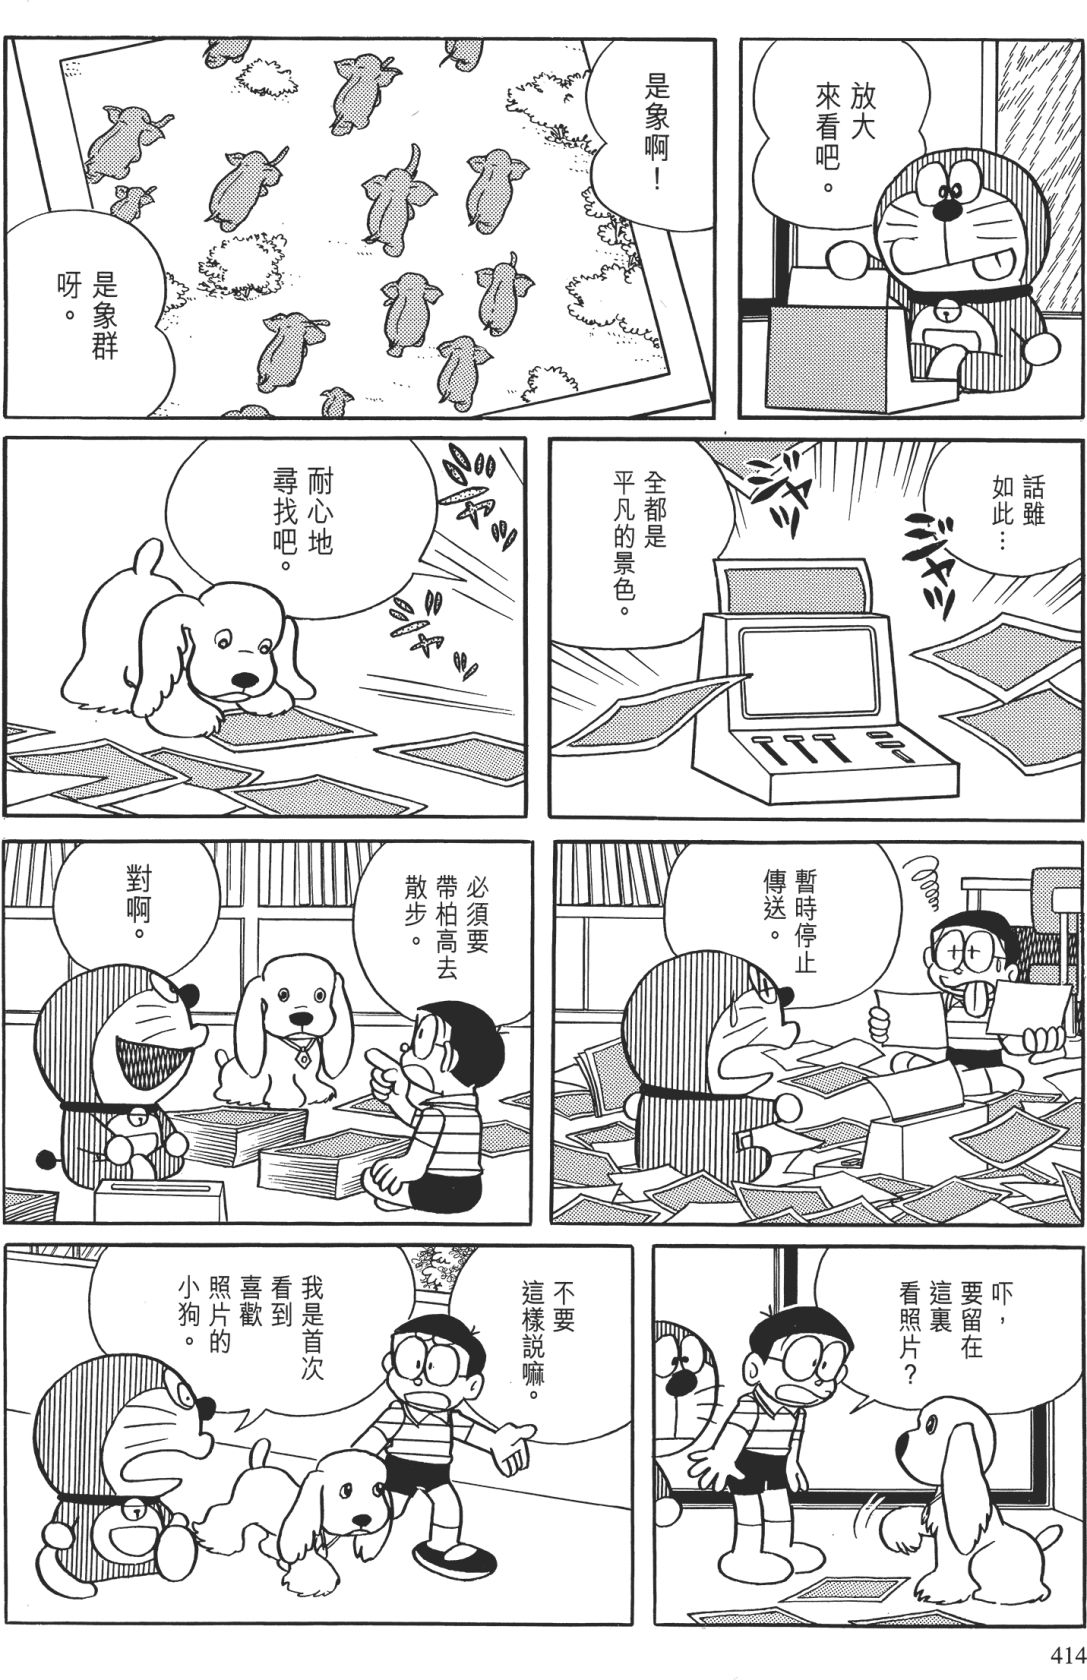 放大
來看吧。
是象啊！
是象群
呀。
話雖
如此…
ギャッ
全都是
平凡的景色。
ギャッ
耐心地
尋找吧。
暫時停止
傳送。
必須要
帶柏高去
散步。
對啊。
吓，
要留在
這裏
看照片？
不要
這樣說嘛。
我是首次
看到
喜歡
照片的
小狗。
414